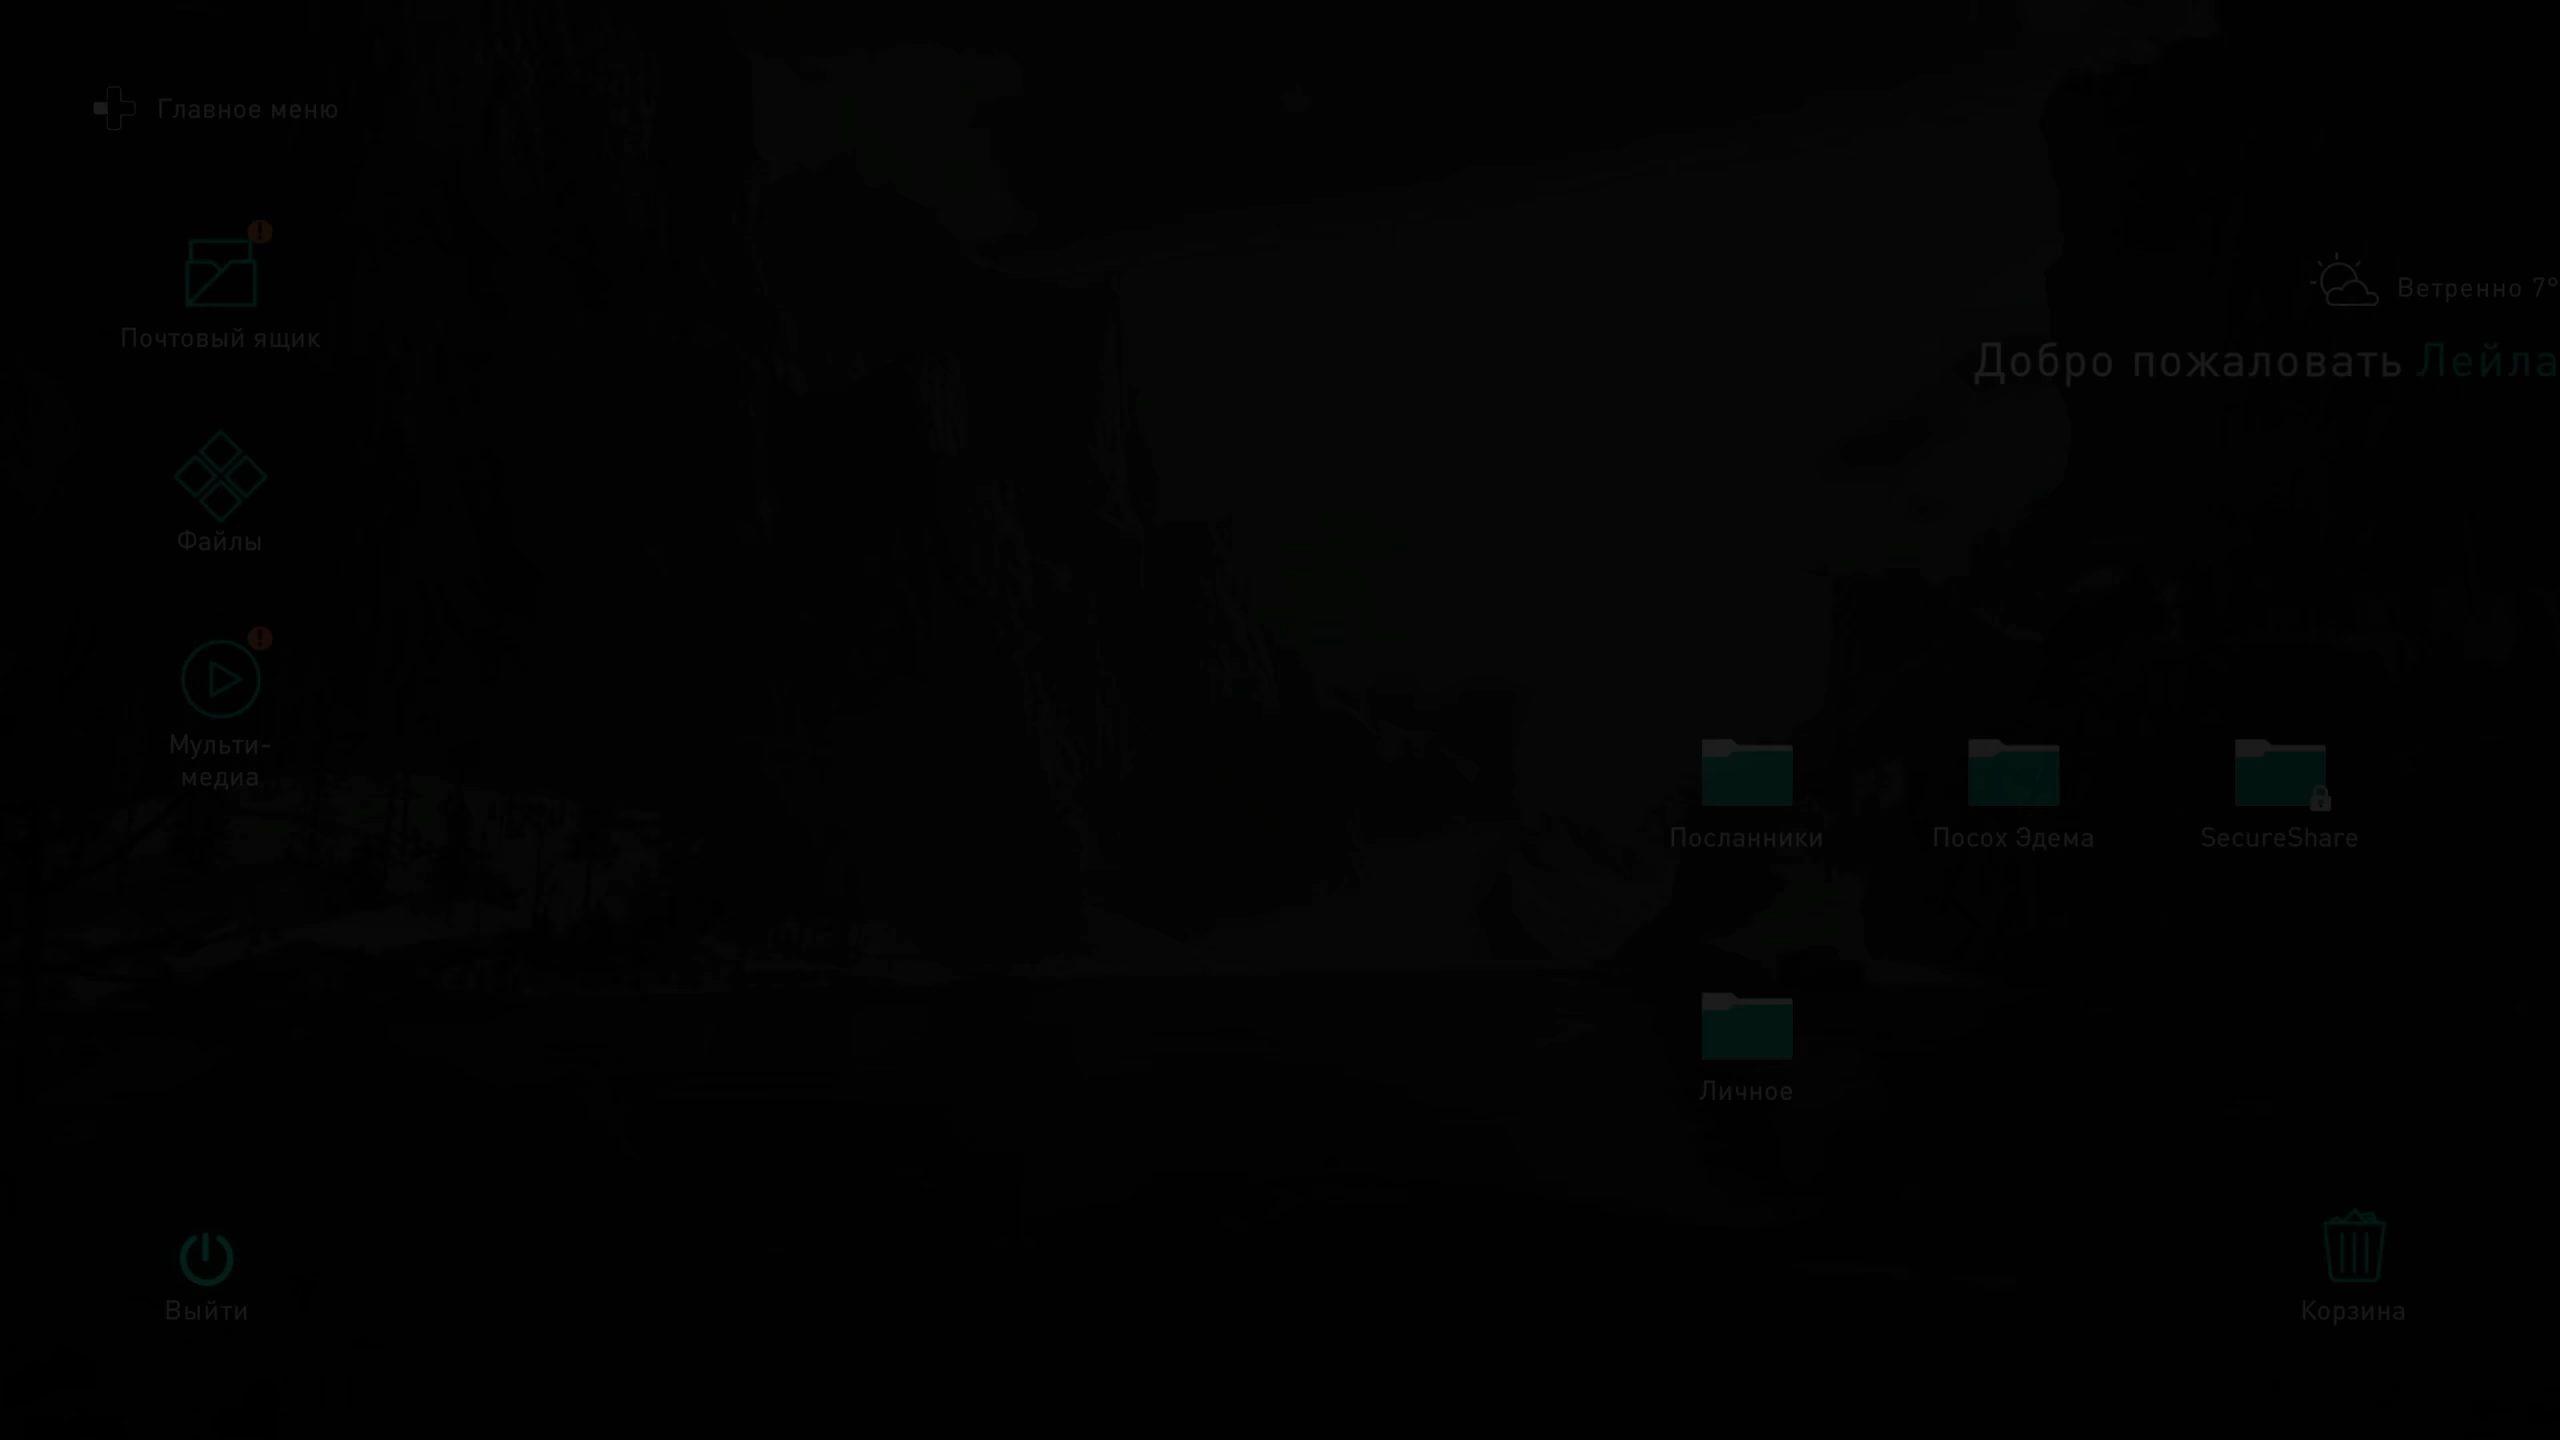 Главное меню
Почтовый ящик
Ветренно 7°
Добро пожаловать Лейла
Файлы
Мульти-
медиа
Посланники
Посох Эдема
SecureShare
Личное
Выйти
Корзина